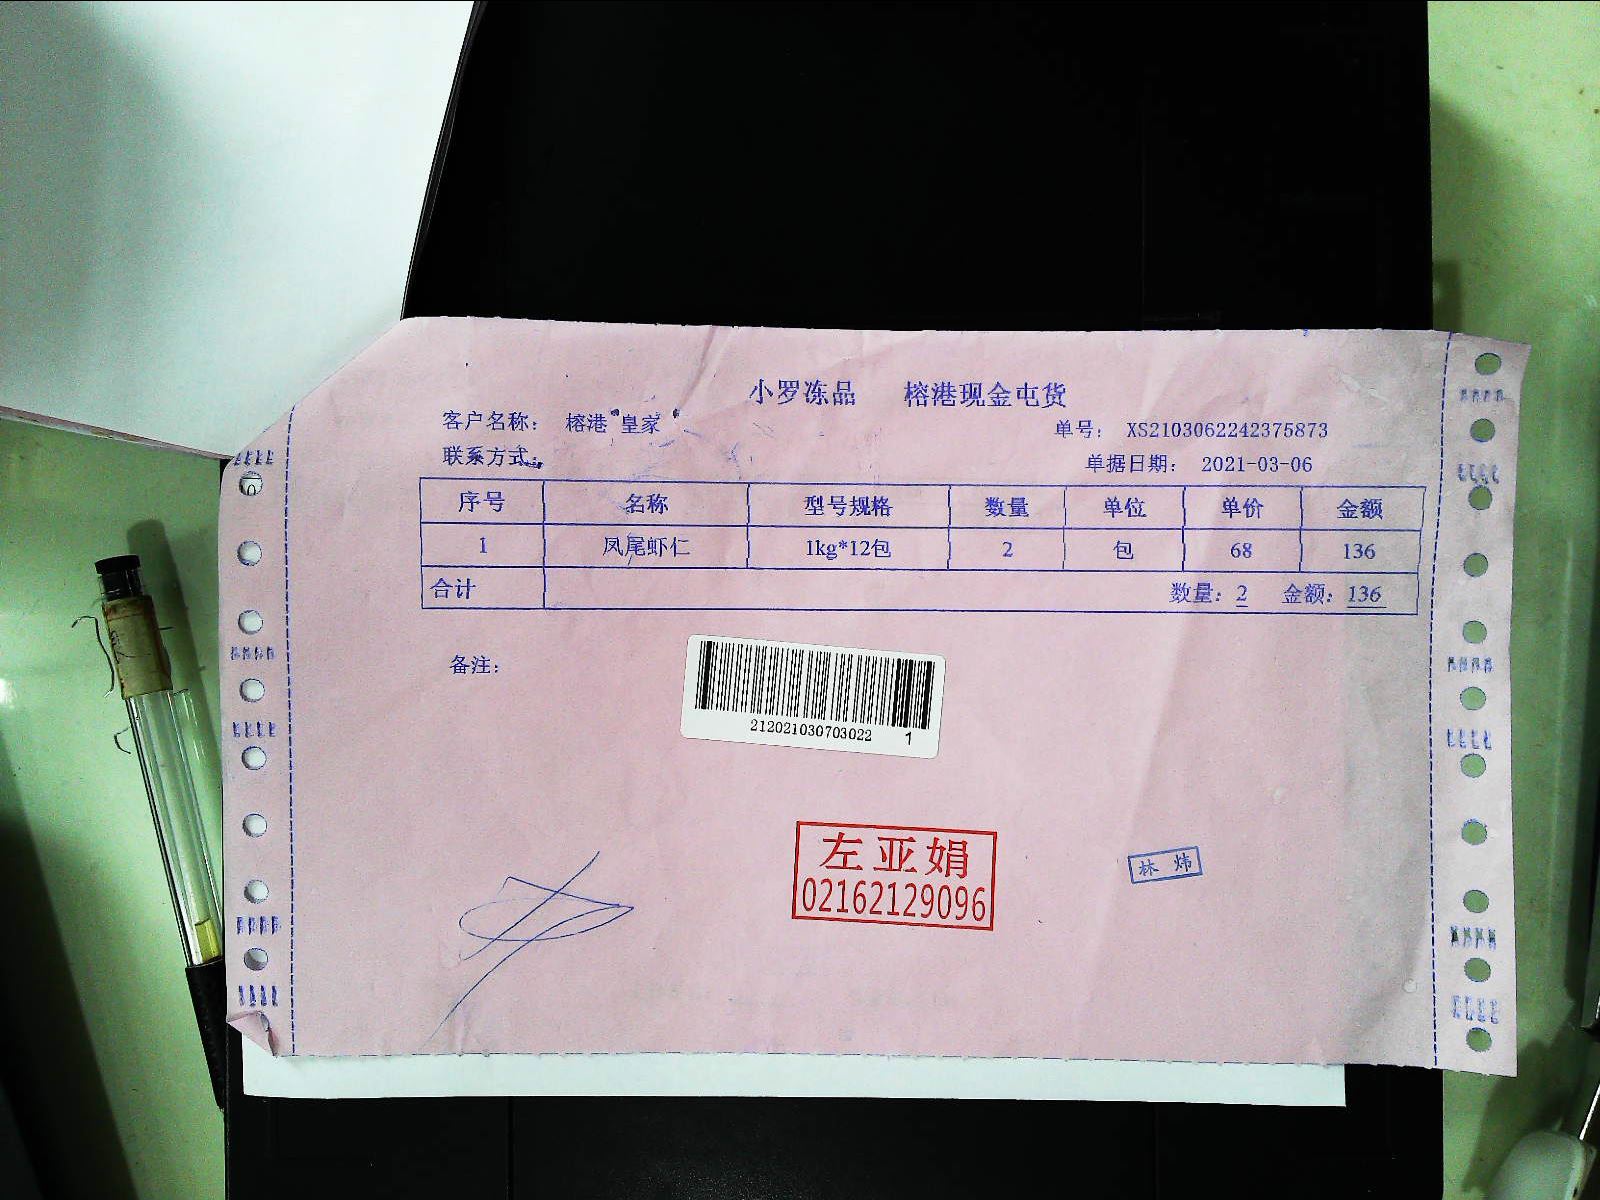 小罗冻品 榕港现金屯货
客户名称： 榕港 皇家
单号： XS2103062242375873
联系方式：
单据日期： 2021-03-06
序号 名称 型号规格 数量 单位 单价 金额
1 凤尾虾仁 1kg*12包 2 包 68 136
合计 数量：2 金额：136
备注：
212021030703022 1
左亚娟
02162129096
林 炜